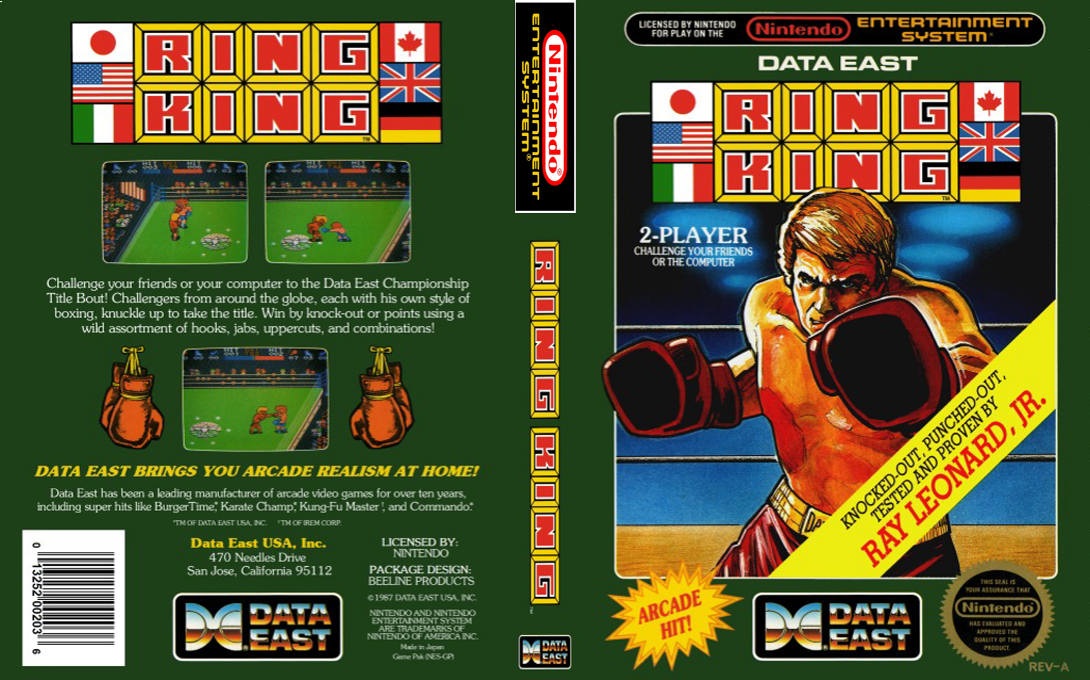 RING
KING
™
Challenge your friends or your computer to the Data East Championship
Title Bout! Challengers from around the globe, each with his own style of
boxing, knuckle up to take the title. Win by knock-out or points using a
wild assortment of hooks, jabs, uppercuts, and combinations!
DATA EAST BRINGS YOU ARCADE REALISM AT HOME!
Data East has been a leading manufacturer of arcade video games for over ten years,
including super hits like BurgerTime,* Karate Champ,* Kung-Fu Master†, and Commando.*
*TM OF DATA EAST USA, INC. †TM OF IREM CORP.
Data East USA, Inc.
470 Needles Drive
San Jose, California 95112
LICENSED BY:
NINTENDO
PACKAGE DESIGN:
BEELINE PRODUCTS
©1987 DATA EAST USA, INC.
NINTENDO AND NINTENDO
ENTERTAINMENT SYSTEM
ARE TRADEMARKS OF
NINTENDO OF AMERICA INC.
Made in Japan
Game Pak (NES-GP)
0 13252 00203 6
DATA
EAST
Nintendo®
ENTERTAINMENT
SYSTEM®
RING KING
™
DATA
EAST
LICENSED BY NINTENDO
FOR PLAY ON THE
Nintendo
ENTERTAINMENT
SYSTEM
DATA EAST
RING
KING
™
2-PLAYER
CHALLENGE YOUR FRIENDS
OR THE COMPUTER
KNOCKED-OUT, PUNCHED-OUT,
TESTED AND PROVEN BY
RAY LEONARD, JR.
ARCADE
HIT!
DATA
EAST
THIS SEAL IS
YOUR ASSURANCE THAT
Nintendo
HAS EVALUATED AND
APPROVED THE
QUALITY OF THIS
PRODUCT.
REV-A